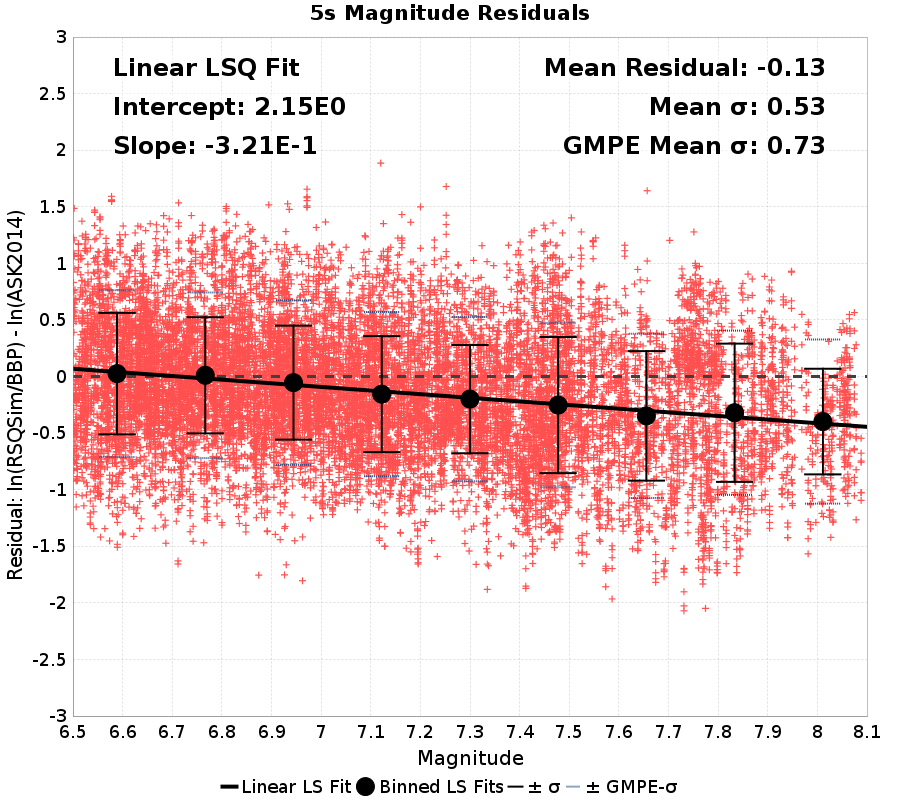 5s Magnitude Residuals
Linear LSQ Fit
Intercept: 2.15E0
Slope: -3.21E-1
Mean Residual: -0.13
Mean σ: 0.53
GMPE Mean σ: 0.73
Residual: ln(RSQSim/BBP) - ln(ASK2014)
3
2.5
2
1.5
1
0.5
0
-0.5
-1
-1.5
-2
-2.5
-3
6.5 6.6 6.7 6.8 6.9 7 7.1 7.2 7.3 7.4 7.5 7.6 7.7 7.8 7.9 8 8.1
Magnitude
Linear LS Fit Binned LS Fits ± σ ± GMPE-σ